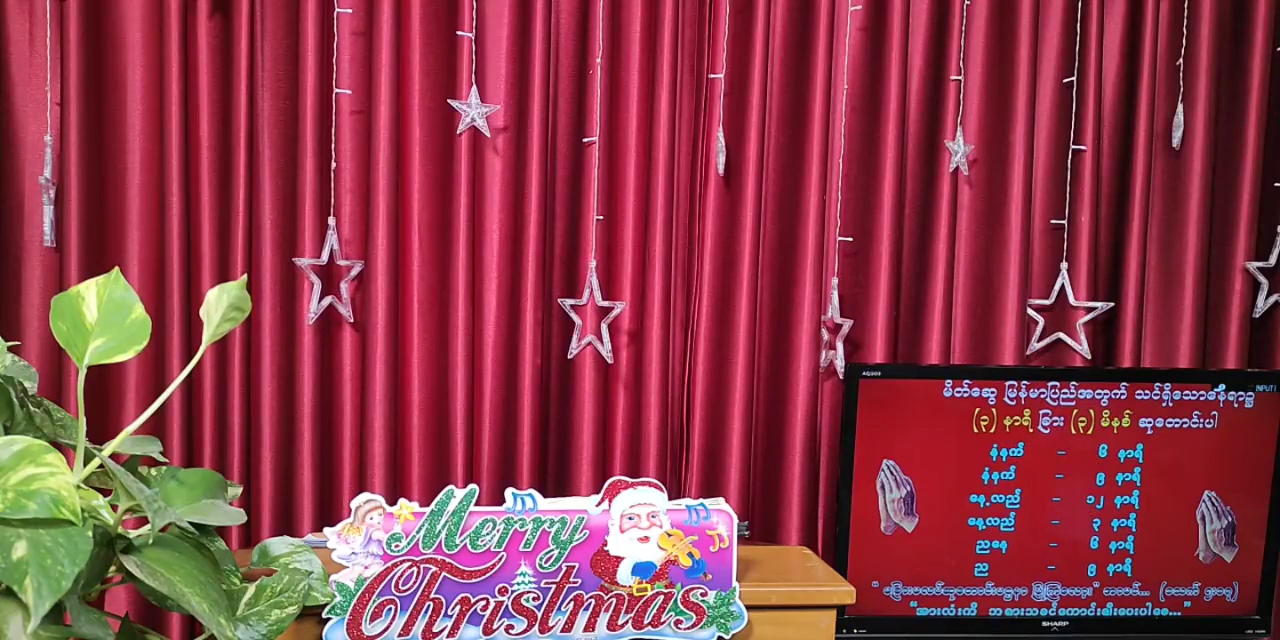 AQUOS
INPUT1
မိတ်ဆွေ မြန်မာပြည်အတွက် သင်ရှိသောနေရာ၌
(၃) နာရီ ခြား (၃) မိနစ် ဆုတောင်းပါ
နံနက် - ၆ နာရီ
နံနက် - ၉ နာရီ
နေ့လည် - ၁၂ နာရီ
နေ့လည် - ၃ နာရီ
ညနေ - ၆ နာရီ
ည - ၉ နာရီ
Merry
Christmas
SHARP